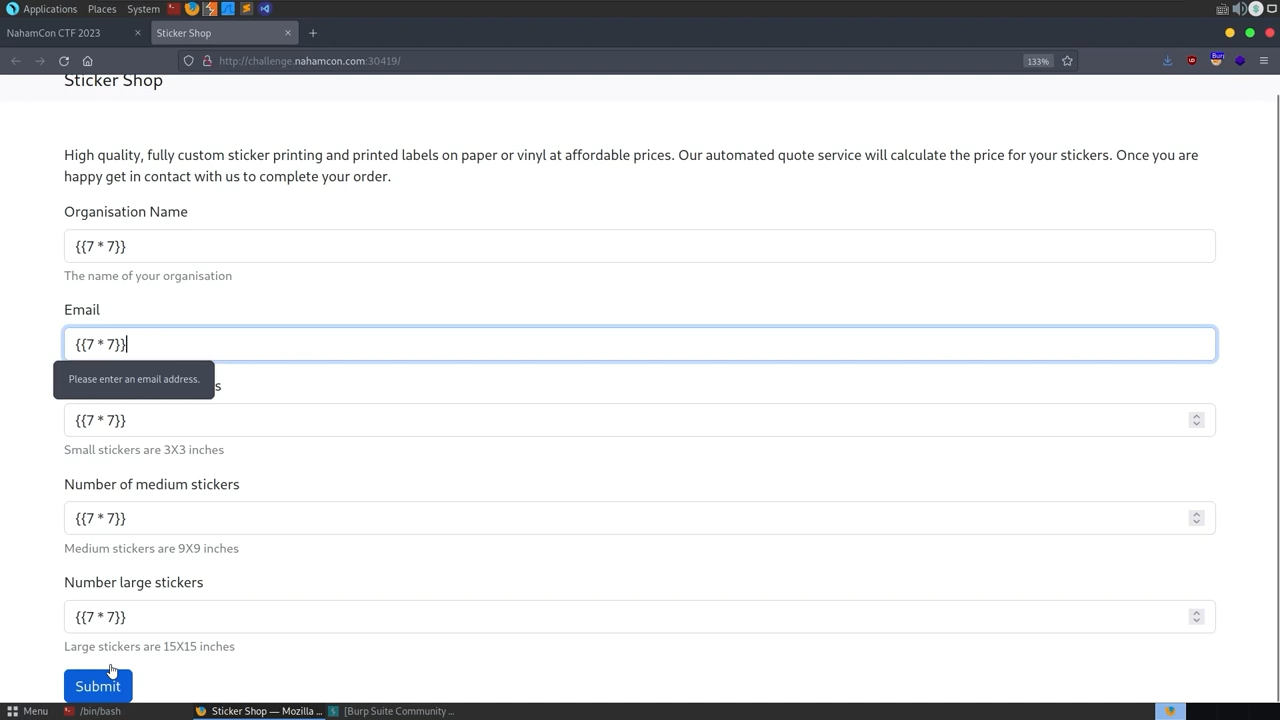 Applications Places System
NahamCon CTF 2023 × Sticker Shop × +
http://challenge.nahamcon.com:30419/ 133%
Sticker Shop
High quality, fully custom sticker printing and printed labels on paper or vinyl at affordable prices. Our automated quote service will calculate the price for your stickers. Once you are
happy get in contact with us to complete your order.
Organisation Name
{{7 * 7}}
The name of your organisation
Email
{{7 * 7}}
Please enter an email address.
s
{{7 * 7}}
Small stickers are 3X3 inches
Number of medium stickers
{{7 * 7}}
Medium stickers are 9X9 inches
Number large stickers
{{7 * 7}}
Large stickers are 15X15 inches
Submit
Menu /bin/bash Sticker Shop — Mozilla ... [Burp Suite Community ...